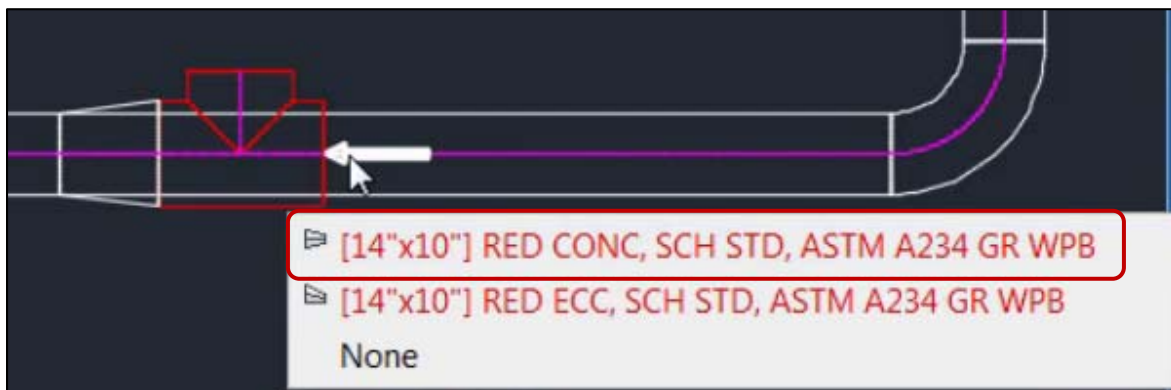 [14"x10"] RED CONC, SCH STD, ASTM A234 GR WPB
[14"x10"] RED ECC, SCH STD, ASTM A234 GR WPB
None